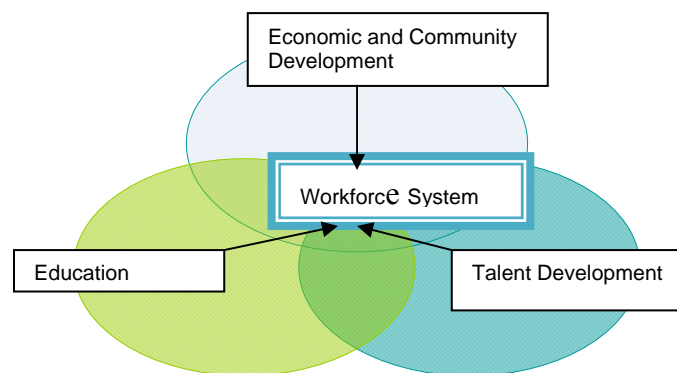 Economic and Community
Development
Workforce System
Education
Talent Development